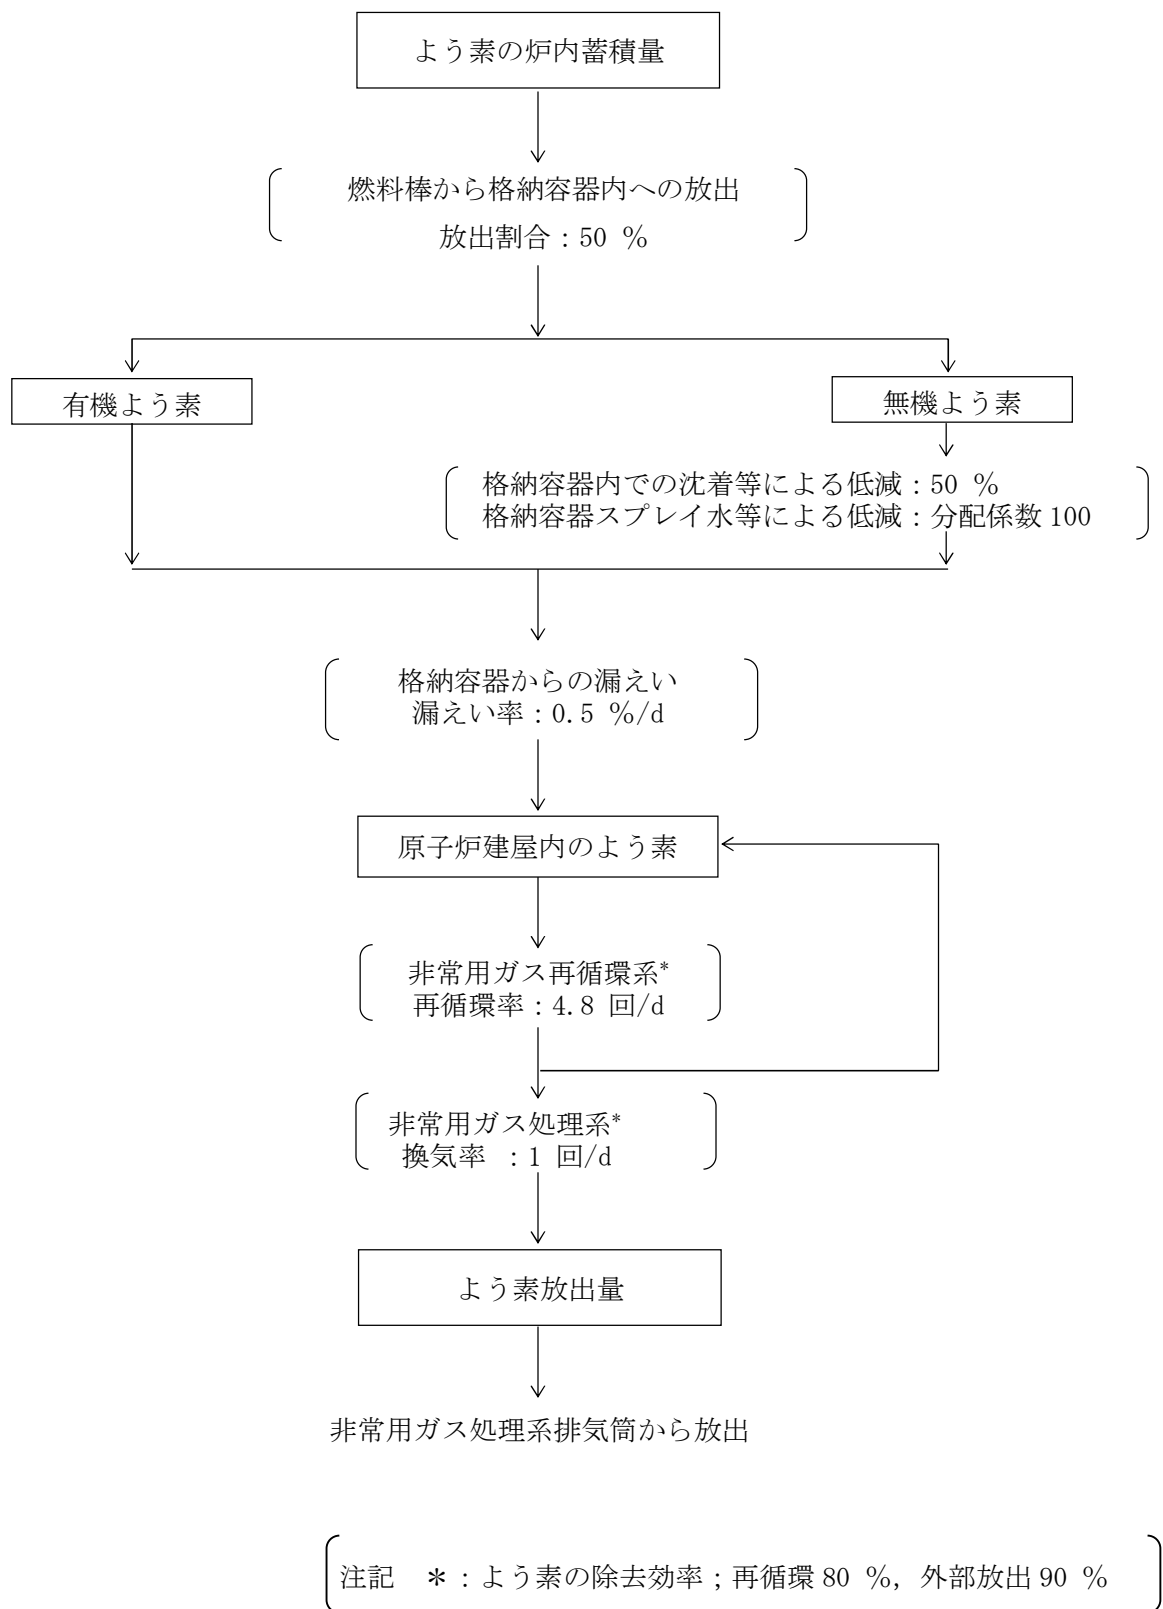 よう素の炉内蓄積量
燃料棒から格納容器内への放出
放出割合：50 %
有機よう素
無機よう素
格納容器内での沈着等による低減：50 %
格納容器スプレイ水等による低減：分配係数 100
格納容器からの漏えい
漏えい率：0.5 %/d
原子炉建屋内のよう素
非常用ガス再循環系*
再循環率：4.8 回/d
非常用ガス処理系*
換気率　：1 回/d
よう素放出量
非常用ガス処理系排気筒から放出
注記　＊：よう素の除去効率；再循環 80 %，外部放出 90 %